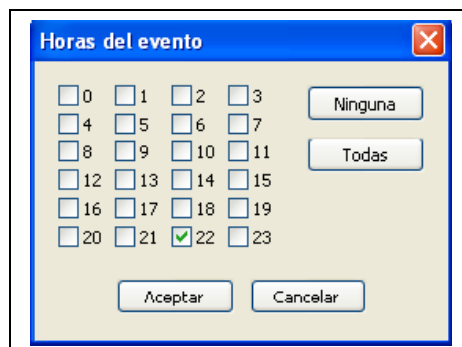 Horas del evento
0 1 2 3
Ninguna
4 5 6 7
8 9 10 11
Todas
12 13 14 15
16 17 18 19
20 21 22 23
Aceptar Cancelar